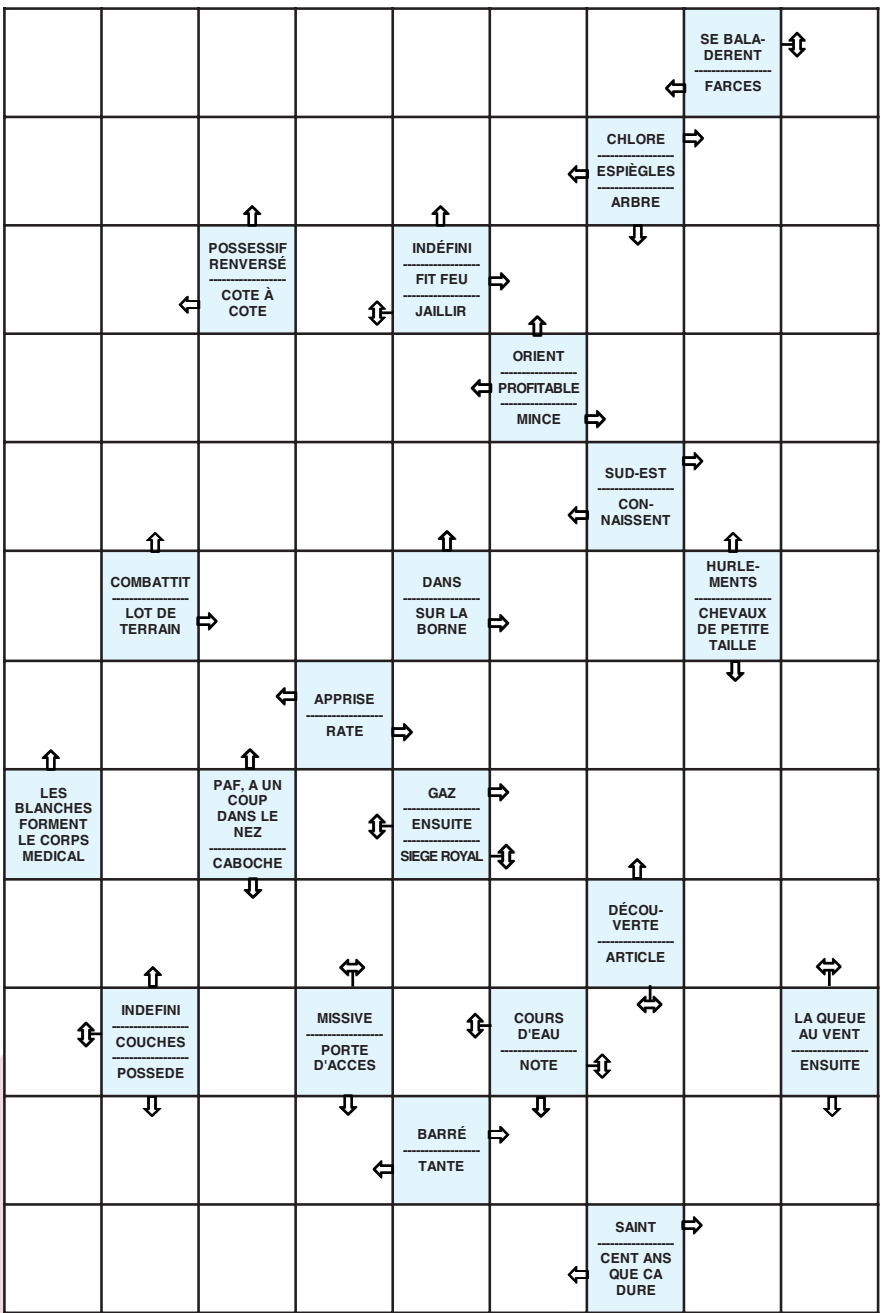 SE BALA-
DERENT
-------------------
FARCES
CHLORE
-------------------
ESPIÈGLES
-------------------
ARBRE
POSSESSIF
RENVERSÉ
-------------------
COTE À
COTE
INDÉFINI
-------------------
FIT FEU
-------------------
JAILLIR
ORIENT
-------------------
PROFITABLE
-------------------
MINCE
SUD-EST
-------------------
CON-
NAISSENT
COMBATTIT
-------------------
LOT DE
TERRAIN
DANS
-------------------
SUR LA
BORNE
HURLE-
MENTS
-------------------
CHEVAUX
DE PETITE
TAILLE
APPRISE
-------------------
RATE
LES
BLANCHES
FORMENT
LE CORPS
MEDICAL
PAF, A UN
COUP
DANS LE
NEZ
-------------------
CABOCHE
GAZ
-------------------
ENSUITE
-------------------
SIEGE ROYAL
DÉCOU-
VERTE
-------------------
ARTICLE
INDEFINI
-------------------
COUCHES
-------------------
POSSEDE
MISSIVE
-------------------
PORTE
D'ACCES
COURS
D'EAU
-------------------
NOTE
LA QUEUE
AU VENT
-------------------
ENSUITE
BARRÉ
-------------------
TANTE
SAINT
-------------------
CENT ANS
QUE CA
DURE